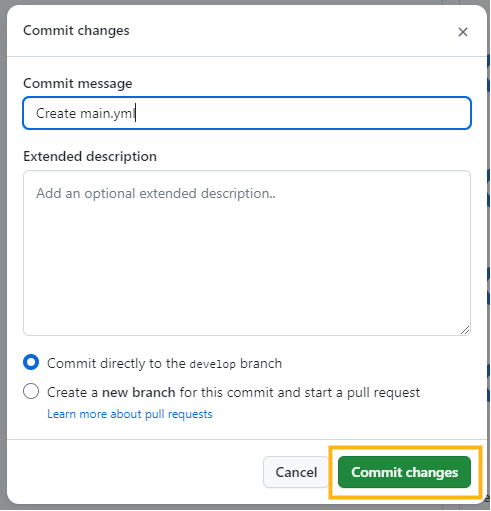 Commit changes
Commit message
Create main.yml
Extended description
Add an optional extended description..
Commit directly to the develop branch
Create a new branch for this commit and start a pull request
Learn more about pull requests
Cancel
Commit changes